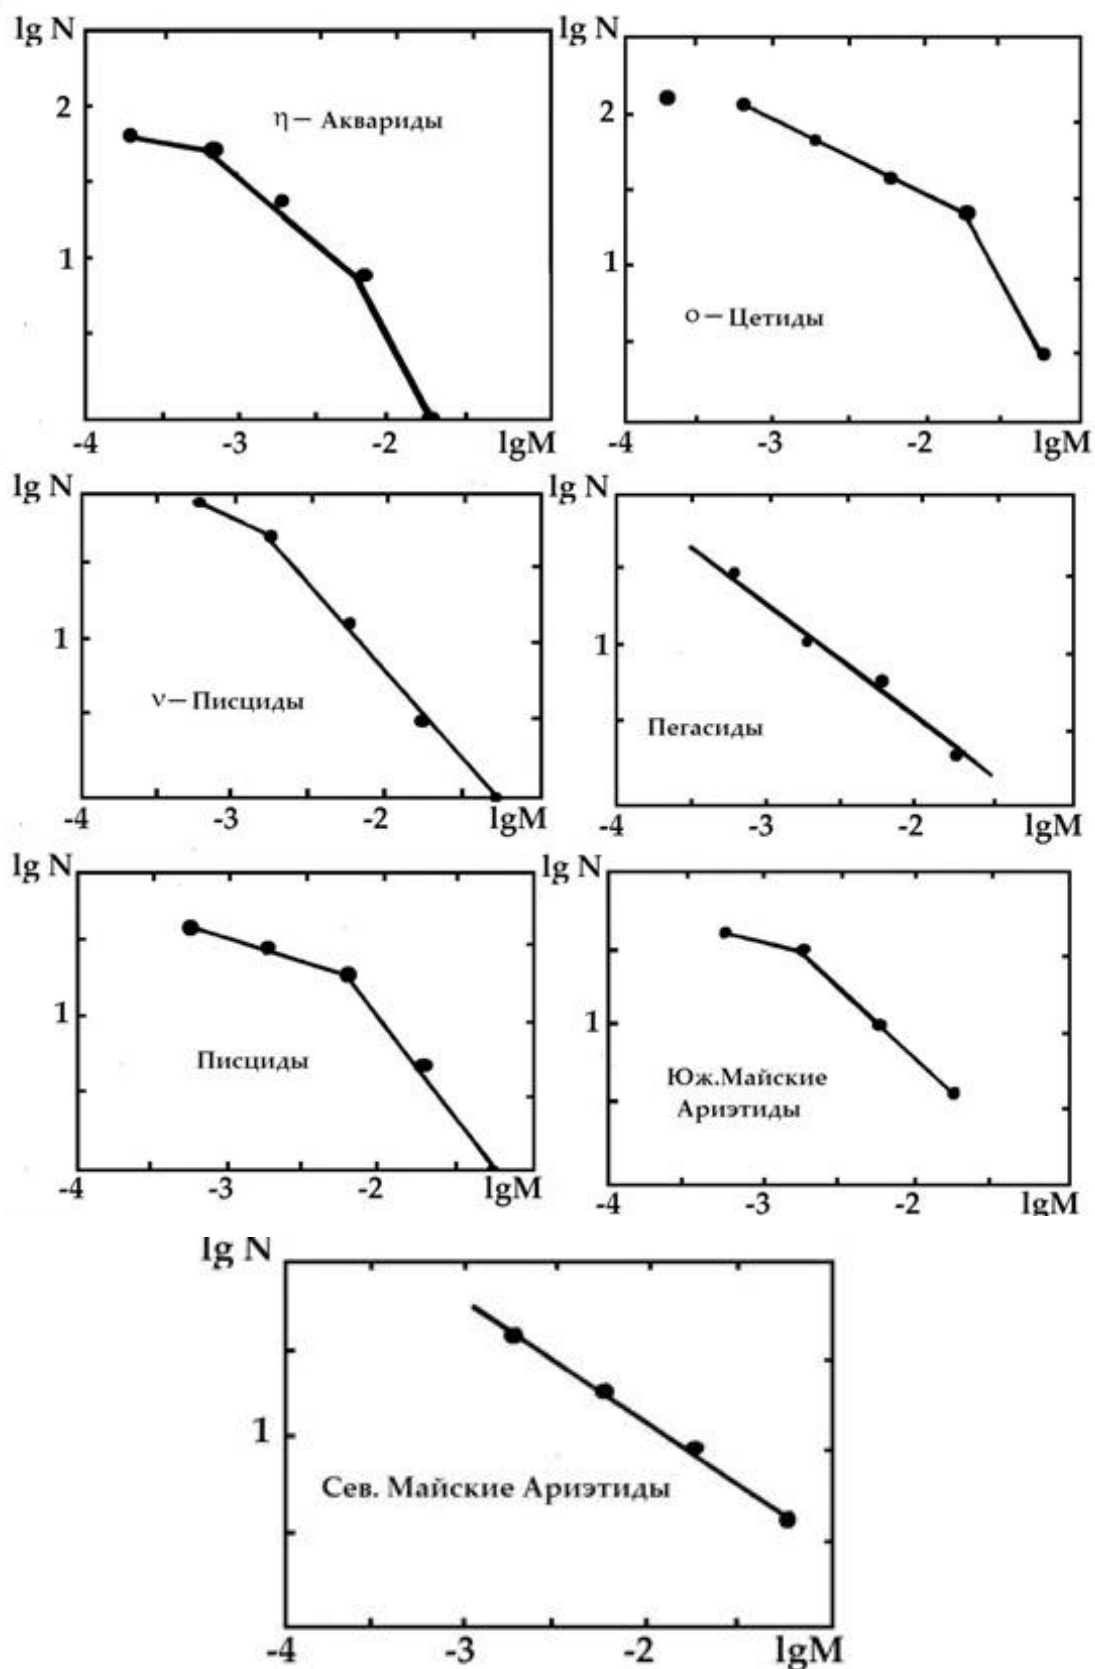 lg N
2
η — Аквариды
1
-4 -3 -2 lgM
lg N
2
1
о — Цетиды
-4 -3 -2 lgM
lg N
1
ν — Писциды
-4 -3 -2 lgM
lg N
1
Пегасиды
-4 -3 -2 lgM
lg N
1
Писциды
-4 -3 -2 lgM
lg N
1
Юж.Майские
Ариэтиды
-4 -3 -2 lgM
lg N
1
Сев. Майские Ариэтиды
-4 -3 -2 lgM